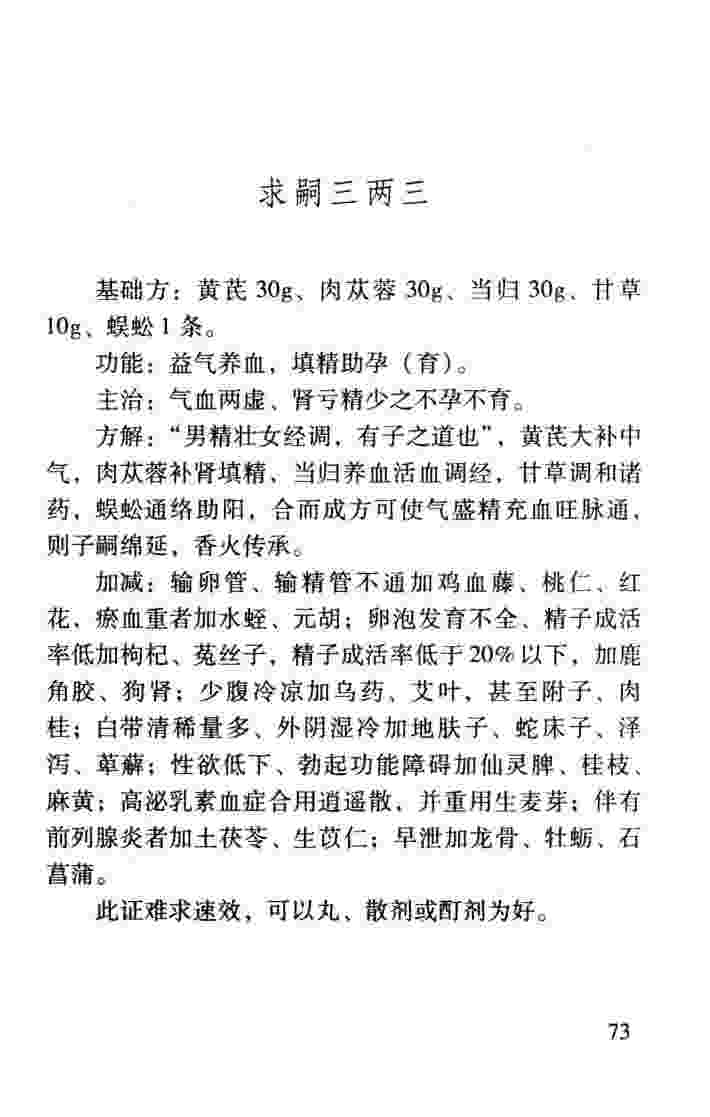 求嗣三两三
基础方：黄芪 30g、肉苁蓉 30g、当归 30g、甘草
10g、蜈蚣 1 条。
功能：益气养血，填精助孕（育）。
主治：气血两虚、肾亏精少之不孕不育。
方解：“男精壮女经调，有子之道也”，黄芪大补中
气，肉苁蓉补肾填精、当归养血活血调经，甘草调和诸
药，蜈蚣通络助阳，合而成方可使气盛精充血旺脉通，
则子嗣绵延，香火传承。
加减：输卵管、输精管不通加鸡血藤、桃仁、红
花，瘀血重者加水蛭、元胡；卵泡发育不全、精子成活
率低加枸杞、菟丝子，精子成活率低于 20% 以下，加鹿
角胶、狗肾；少腹冷凉加乌药、艾叶，甚至附子、肉
桂；白带清稀量多、外阴湿冷加地肤子、蛇床子、泽
泻、萆薢；性欲低下、勃起功能障碍加仙灵脾、桂枝、
麻黄；高泌乳素血症合用逍遥散，并重用生麦芽；伴有
前列腺炎者加土茯苓、生苡仁；早泄加龙骨、牡蛎、石
菖蒲。
此证难求速效，可以丸、散剂或酊剂为好。
73